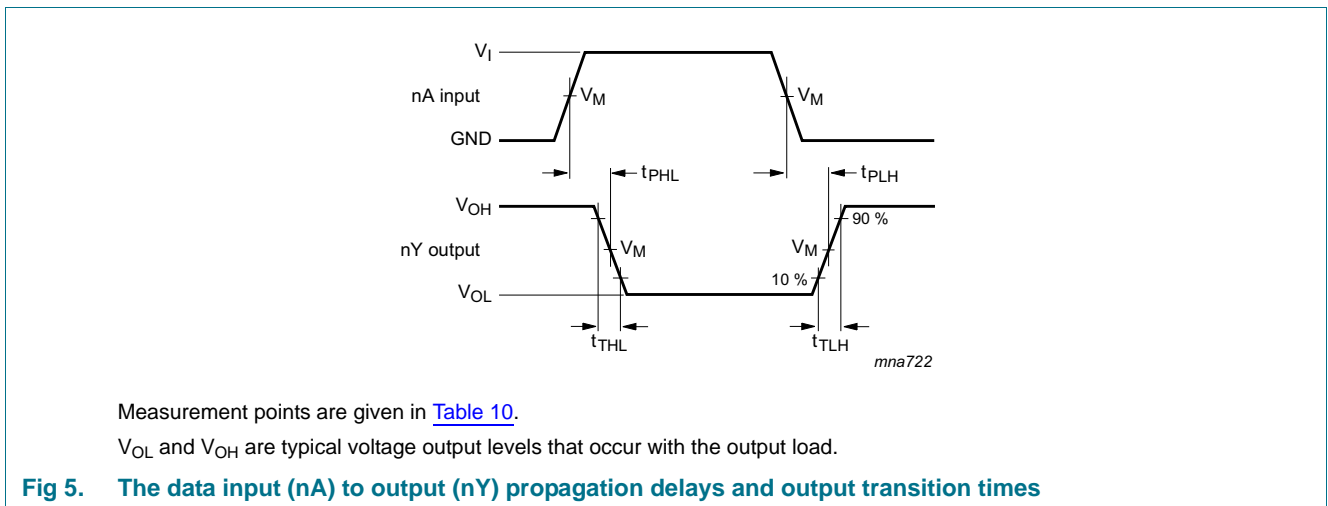 VI
nA input
VM
VM
GND
tPHL
tPLH
VOH
90 %
nY output
VM
VM
10 %
VOL
tTHL
tTLH
mna722
Measurement points are given in Table 10.
VOL and VOH are typical voltage output levels that occur with the output load.
Fig 5. The data input (nA) to output (nY) propagation delays and output transition times